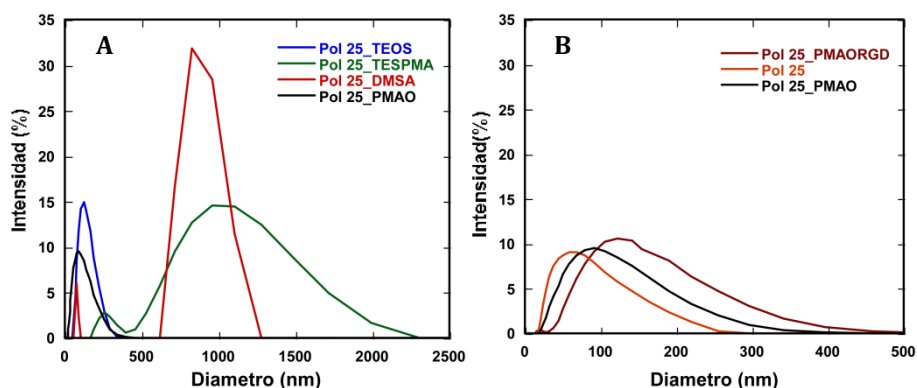 A
Pol 25_TEOS
Pol 25_TESPMA
Pol 25_DMSA
Pol 25_PMAO
Intensidad (%)
35
30
25
20
15
10
5
0
0 500 1000 1500 2000 2500
Diametro (nm)
B
Pol 25_PMAORGD
Pol 25
Pol 25_PMAO
Intensidad(%)
35
30
25
20
15
10
5
0
0 100 200 300 400 500
Diametro (nm)